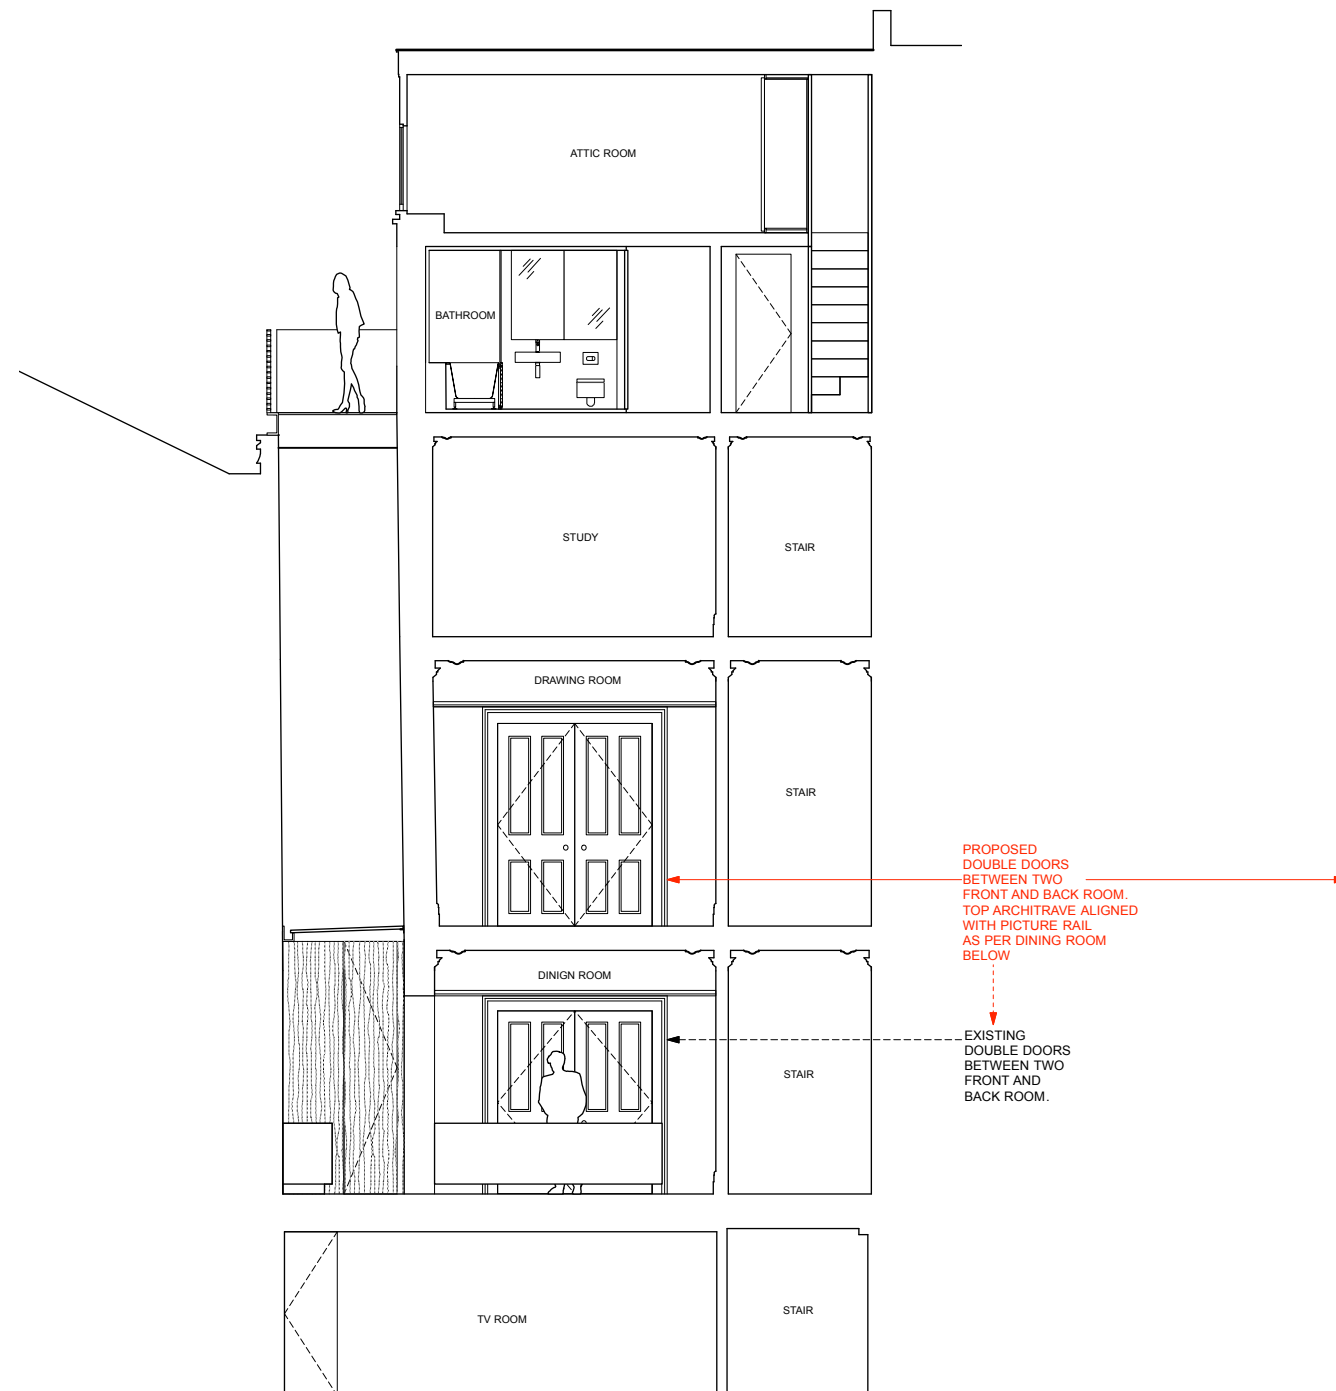 ATTIC ROOM
BATHROOM
STUDY
STAIR
DRAWING ROOM
STAIR
PROPOSED
DOUBLE DOORS
BETWEEN TWO
FRONT AND BACK ROOM.
TOP ARCHITRAVE ALIGNED
WITH PICTURE RAIL
AS PER DINING ROOM
BELOW
DINIGN ROOM
EXISTING
DOUBLE DOORS
BETWEEN TWO
FRONT AND
BACK ROOM.
STAIR
TV ROOM
STAIR